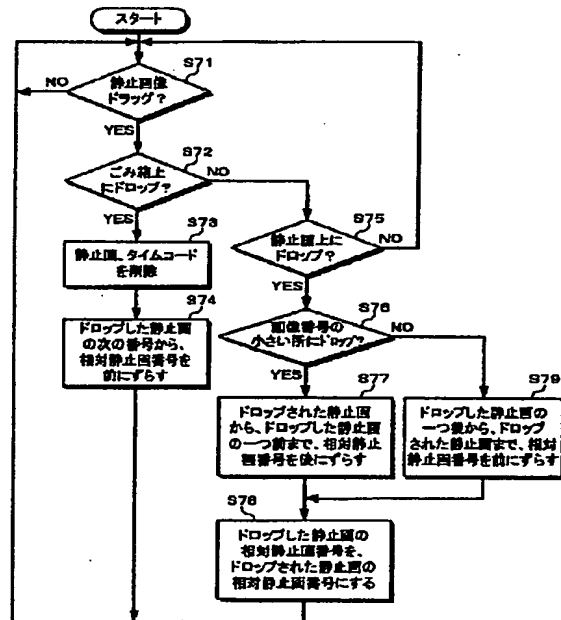 スタート
S71
静止画像
ドラッグ？
NO
YES
S72
ごみ箱上
にドロップ？
NO
YES
S73
静止画、タイムコード
を削除
S74
ドロップした静止画
の次の番号から、
相対静止画番号を
前にずらす
S75
静止画上に
ドロップ？
NO
YES
S76
画像番号の
小さい所にドロップ？
NO
YES
S77
ドロップされた静止画
から、ドロップした静止画
の一つ前まで、相対静止
画番号を後にずらす
S79
ドロップした静止画の
一つ後から、ドロップ
された静止画まで、相対
静止画番号を前にずらす
S78
ドロップした静止画の
相対静止画番号を、
ドロップされた静止画の
相対静止画番号にする